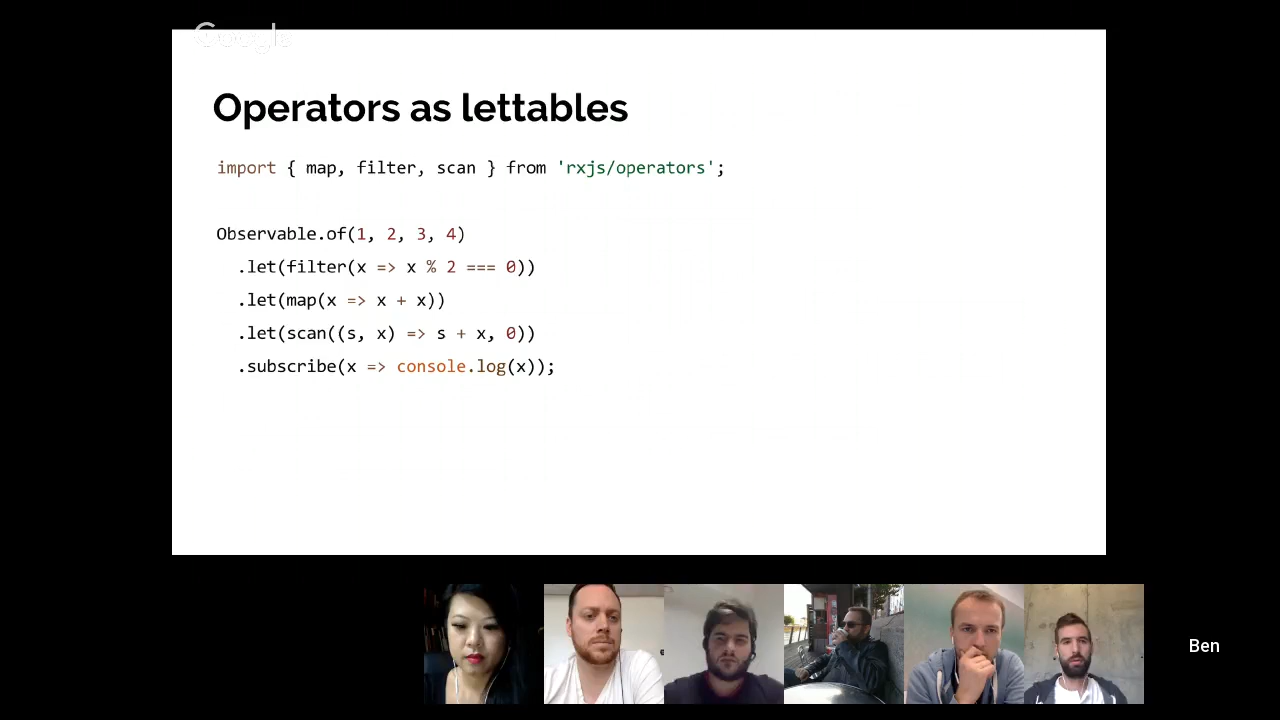 Google
Operators as lettables
import { map, filter, scan } from 'rxjs/operators';
Observable.of(1, 2, 3, 4)
.let(filter(x => x % 2 === 0))
.let(map(x => x + x))
.let(scan((s, x) => s + x, 0))
.subscribe(x => console.log(x));
Ben